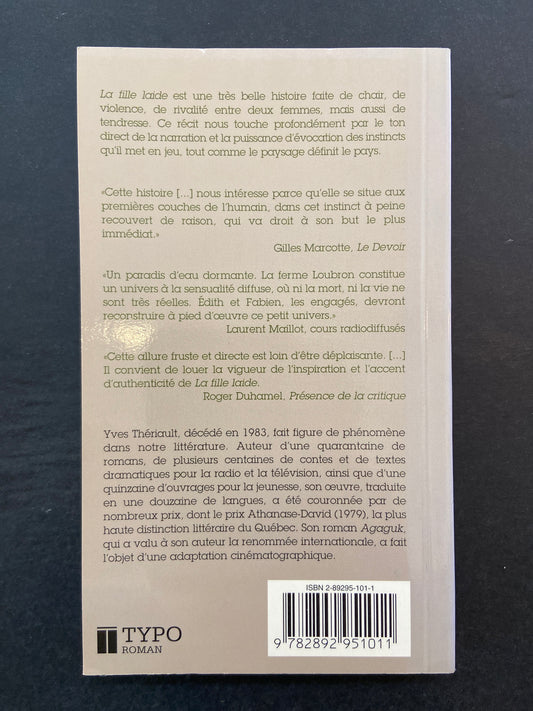 La fille laide est une très belle histoire faite de chair, de
violence, de rivalité entre deux femmes, mais aussi de
tendresse. Ce récit nous touche profondément par le ton
direct de la narration et la puissance d'évocation des instincts
qu'il met en jeu, tout comme le paysage définit le pays.
«Cette histoire [...] nous intéresse parce qu'elle se situe aux
premières couches de l'humain, dans cet instinct à peine
recouvert de raison, qui va droit à son but le plus
immédiat.»
Gilles Marcotte, Le Devoir
«Un paradis d'eau dormante. La ferme Loubron constitue
un univers à la sensualité diffuse, où ni la mort, ni la vie ne
sont très réelles. Édith et Fabien, les engagés, devront
reconstruire à pied d'œuvre ce petit univers.»
Laurent Maillot, cours radiodiffusés
«Cette allure fruste et directe est loin d'être déplaisante. [...]
Il convient de louer la vigueur de l'inspiration et l'accent
d'authenticité de La fille laide.
Roger Duhamel, Présence de la critique
Yves Thériault, décédé en 1983, fait figure de phénomène
dans notre littérature. Auteur d'une quarantaine de
romans, de plusieurs centaines de contes et de textes
dramatiques pour la radio et la télévision, ainsi que d'une
quinzaine d'ouvrages pour la jeunesse, son œuvre, traduite
en une douzaine de langues, a été couronnée par de
nombreux prix, dont le prix Athanase-David (1979), la plus
haute distinction littéraire du Québec. Son roman Agaguk,
qui a valu à son auteur la renommée internationale, a fait
l'objet d'une adaptation cinématographique.
ISBN 2-89295-101-1
9 782892 951011
TYPO
ROMAN